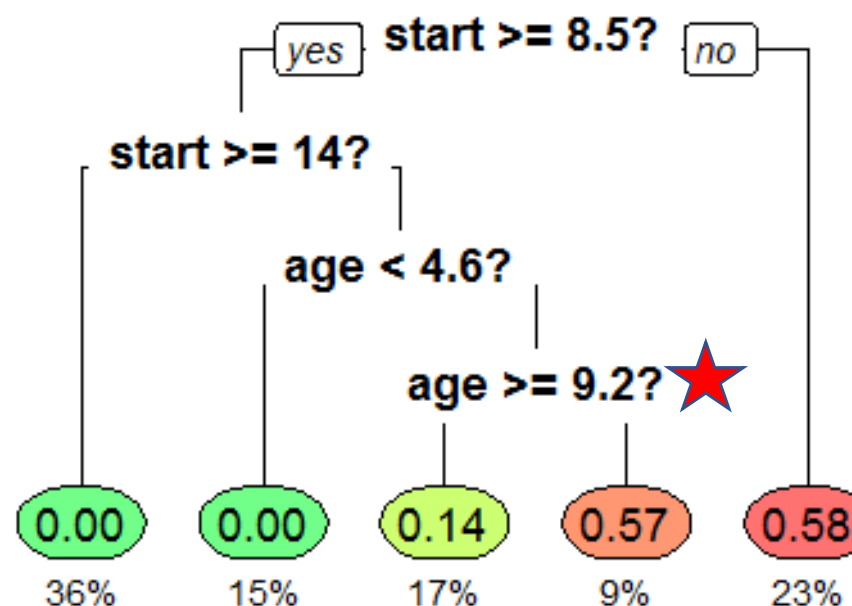 yes start >= 8.5? no
start >= 14?
age < 4.6?
age >= 9.2?
0.00 0.00 0.14 0.57 0.58
36% 15% 17% 9% 23%